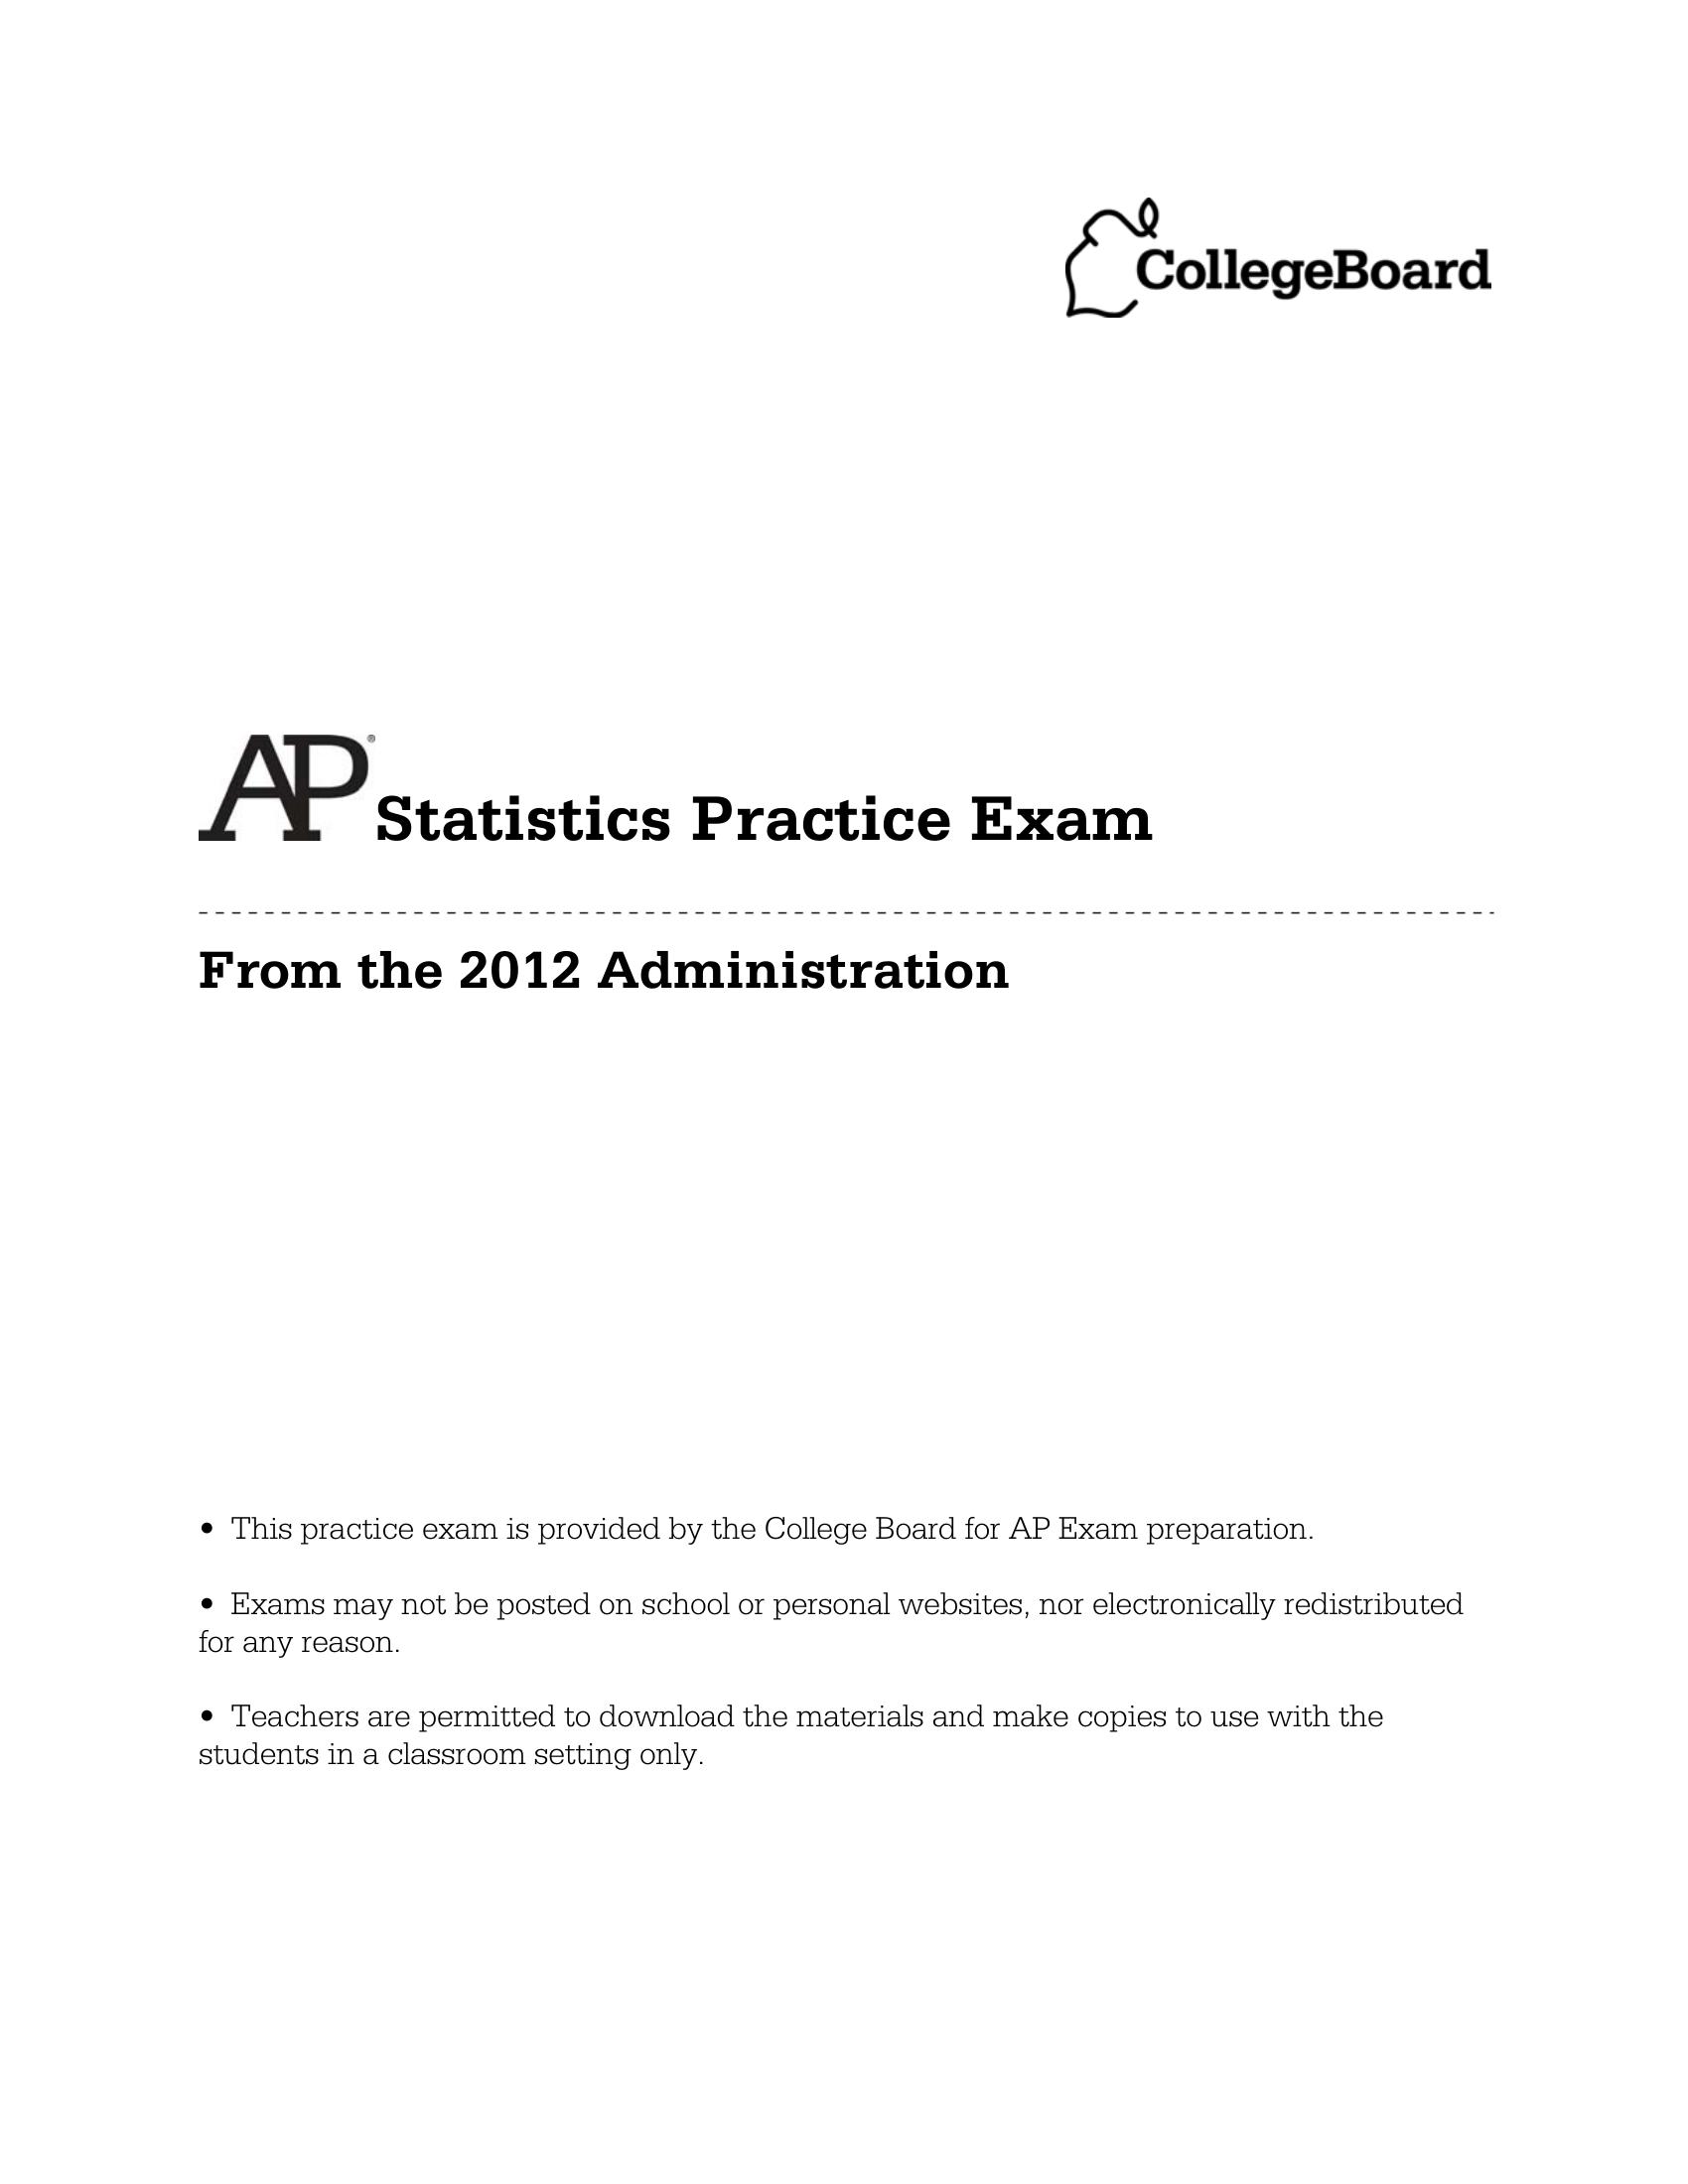 CollegeBoard
AP® Statistics Practice Exam
From the 2012 Administration
• This practice exam is provided by the College Board for AP Exam preparation.
• Exams may not be posted on school or personal websites, nor electronically redistributed
for any reason.
• Teachers are permitted to download the materials and make copies to use with the
students in a classroom setting only.